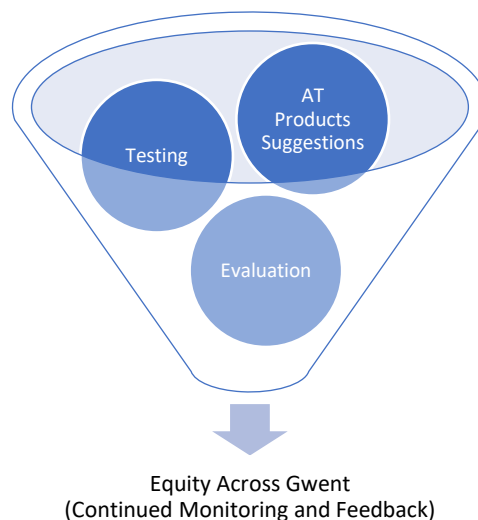 AT
Products
Suggestions
Testing
Evaluation
Equity Across Gwent
(Continued Monitoring and Feedback)